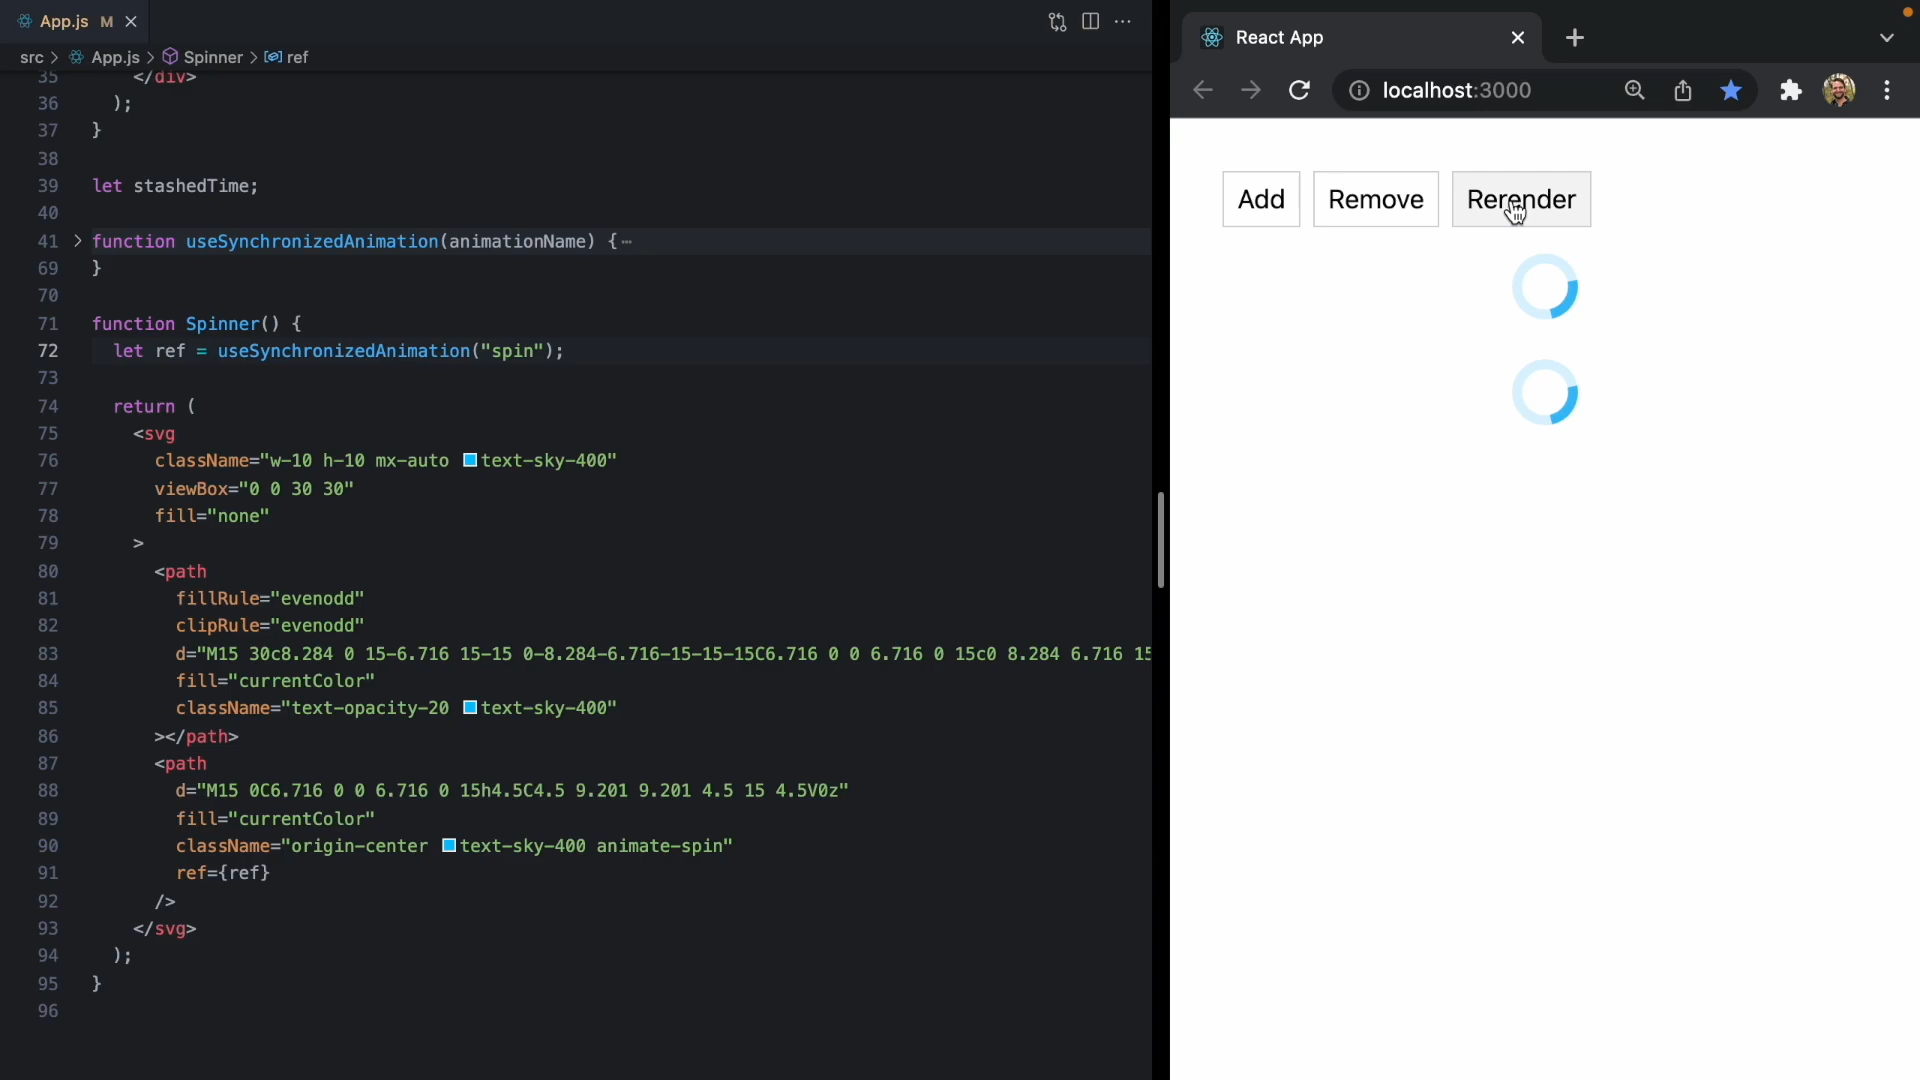 App.js M
src > App.js > Spinner > ref
35 </div>
36 );
37 }
38
39 let stashedTime;
40
41 function useSynchronizedAnimation(animationName) {⋯
69 }
70
71 function Spinner() {
72 let ref = useSynchronizedAnimation("spin");
73
74 return (
75 <svg
76 className="w-10 h-10 mx-auto text-sky-400"
77 viewBox="0 0 30 30"
78 fill="none"
79 >
80 <path
81 fillRule="evenodd"
82 clipRule="evenodd"
83 d="M15 30c8.284 0 15-6.716 15-15 0-8.284-6.716-15-15-15C6.716 0 0 6.716 0 15c0 8.284 6.716 15
84 fill="currentColor"
85 className="text-opacity-20 text-sky-400"
86 ></path>
87 <path
88 d="M15 0C6.716 0 0 6.716 0 15h4.5C4.5 9.201 9.201 4.5 15 4.5V0z"
89 fill="currentColor"
90 className="origin-center text-sky-400 animate-spin"
91 ref={ref}
92 />
93 </svg>
94 );
95 }
96
React App
localhost:3000
Add Remove Rerender